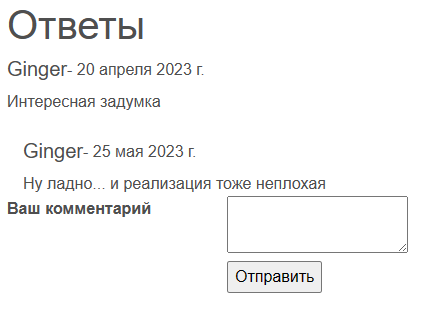 Ответы
Ginger- 20 апреля 2023 г.
Интересная задумка
Ginger- 25 мая 2023 г.
Ну ладно... и реализация тоже неплохая
Ваш комментарий
Отправить